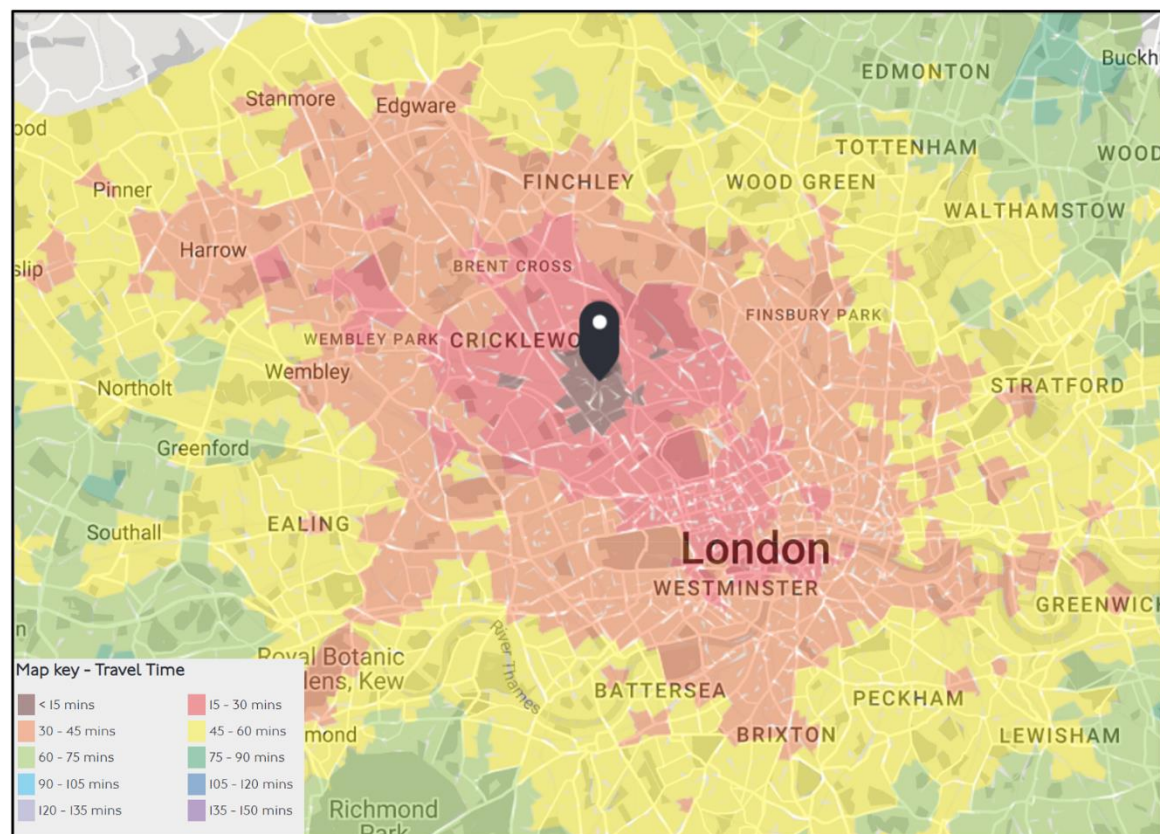 Buckh
EDMONTON
Stanmore
Edgware
ood
TOTTENHAM
WOOD
Pinner
FINCHLEY
WOOD GREEN
WALTHAMSTOW
Harrow
slip
BRENT CROSS
FINSBURY PARK
WEMBLEY PARK
CRICKLEWO
Wembley
Northolt
STRATFORD
Greenford
EALING
Southall
London
WESTMINSTER
GREENWICH
n
Royal Botanic
lens, Kew
River Thames
BATTERSEA
PECKHAM
mond
BRIXTON
LEWISHAM
Richmond
Park
Map key - Travel Time
< 15 mins
15 - 30 mins
30 - 45 mins
45 - 60 mins
60 - 75 mins
75 - 90 mins
90 - 105 mins
105 - 120 mins
120 - 135 mins
135 - 150 mins